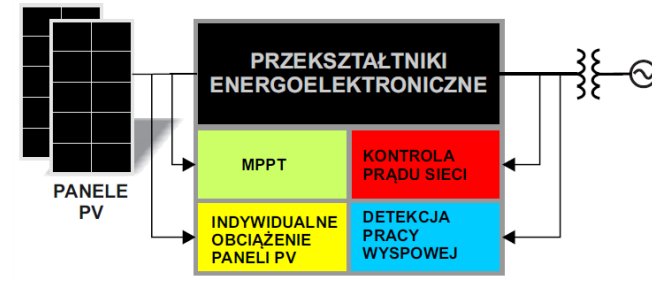 PRZEKSZTAŁTNIKI
ENERGOELEKTRONICZNE
MPPT
KONTROLA
PRĄDU SIECI
PANELE
PV
INDYWIDUALNE
OBCIĄŻENIE
PANELI PV
DETEKCJA
PRACY
WYSPOWEJ